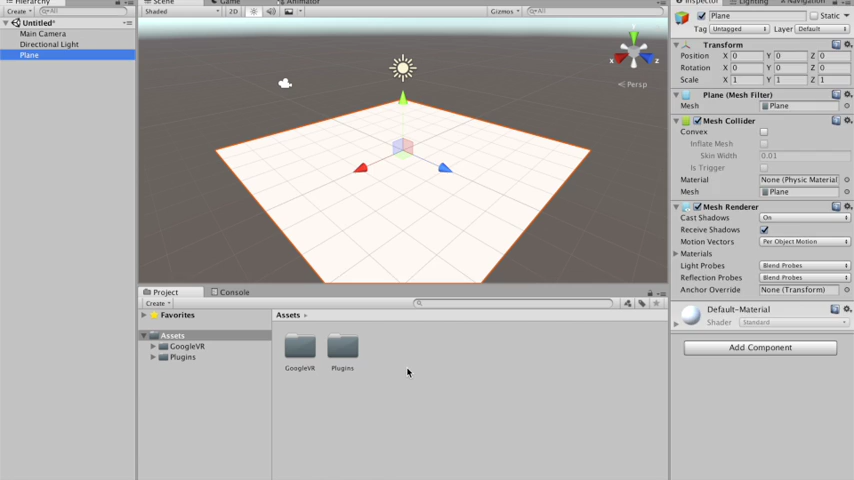 Hierarchy
Create
All
Untitled*
Main Camera
Directional Light
Plane
Scene
Game
Animator
Shaded
2D
Gizmos
All
x
z
Persp
Project
Console
Create
Favorites
Assets
GoogleVR
Plugins
Assets
GoogleVR
Plugins
Inspector
Lighting
Navigation
Plane
Static
Tag Untagged Layer Default
Transform
Position X 0 Y 0 Z 0
Rotation X 0 Y 0 Z 0
Scale X 1 Y 1 Z 1
Plane (Mesh Filter)
Mesh Plane
Mesh Collider
Convex
Inflate Mesh
Skin Width 0.01
Is Trigger
Material None (Physic Material
Mesh Plane
Mesh Renderer
Cast Shadows On
Receive Shadows
Motion Vectors Per Object Motion
Materials
Light Probes Blend Probes
Reflection Probes Blend Probes
Anchor Override None (Transform)
Default-Material
Shader Standard
Add Component